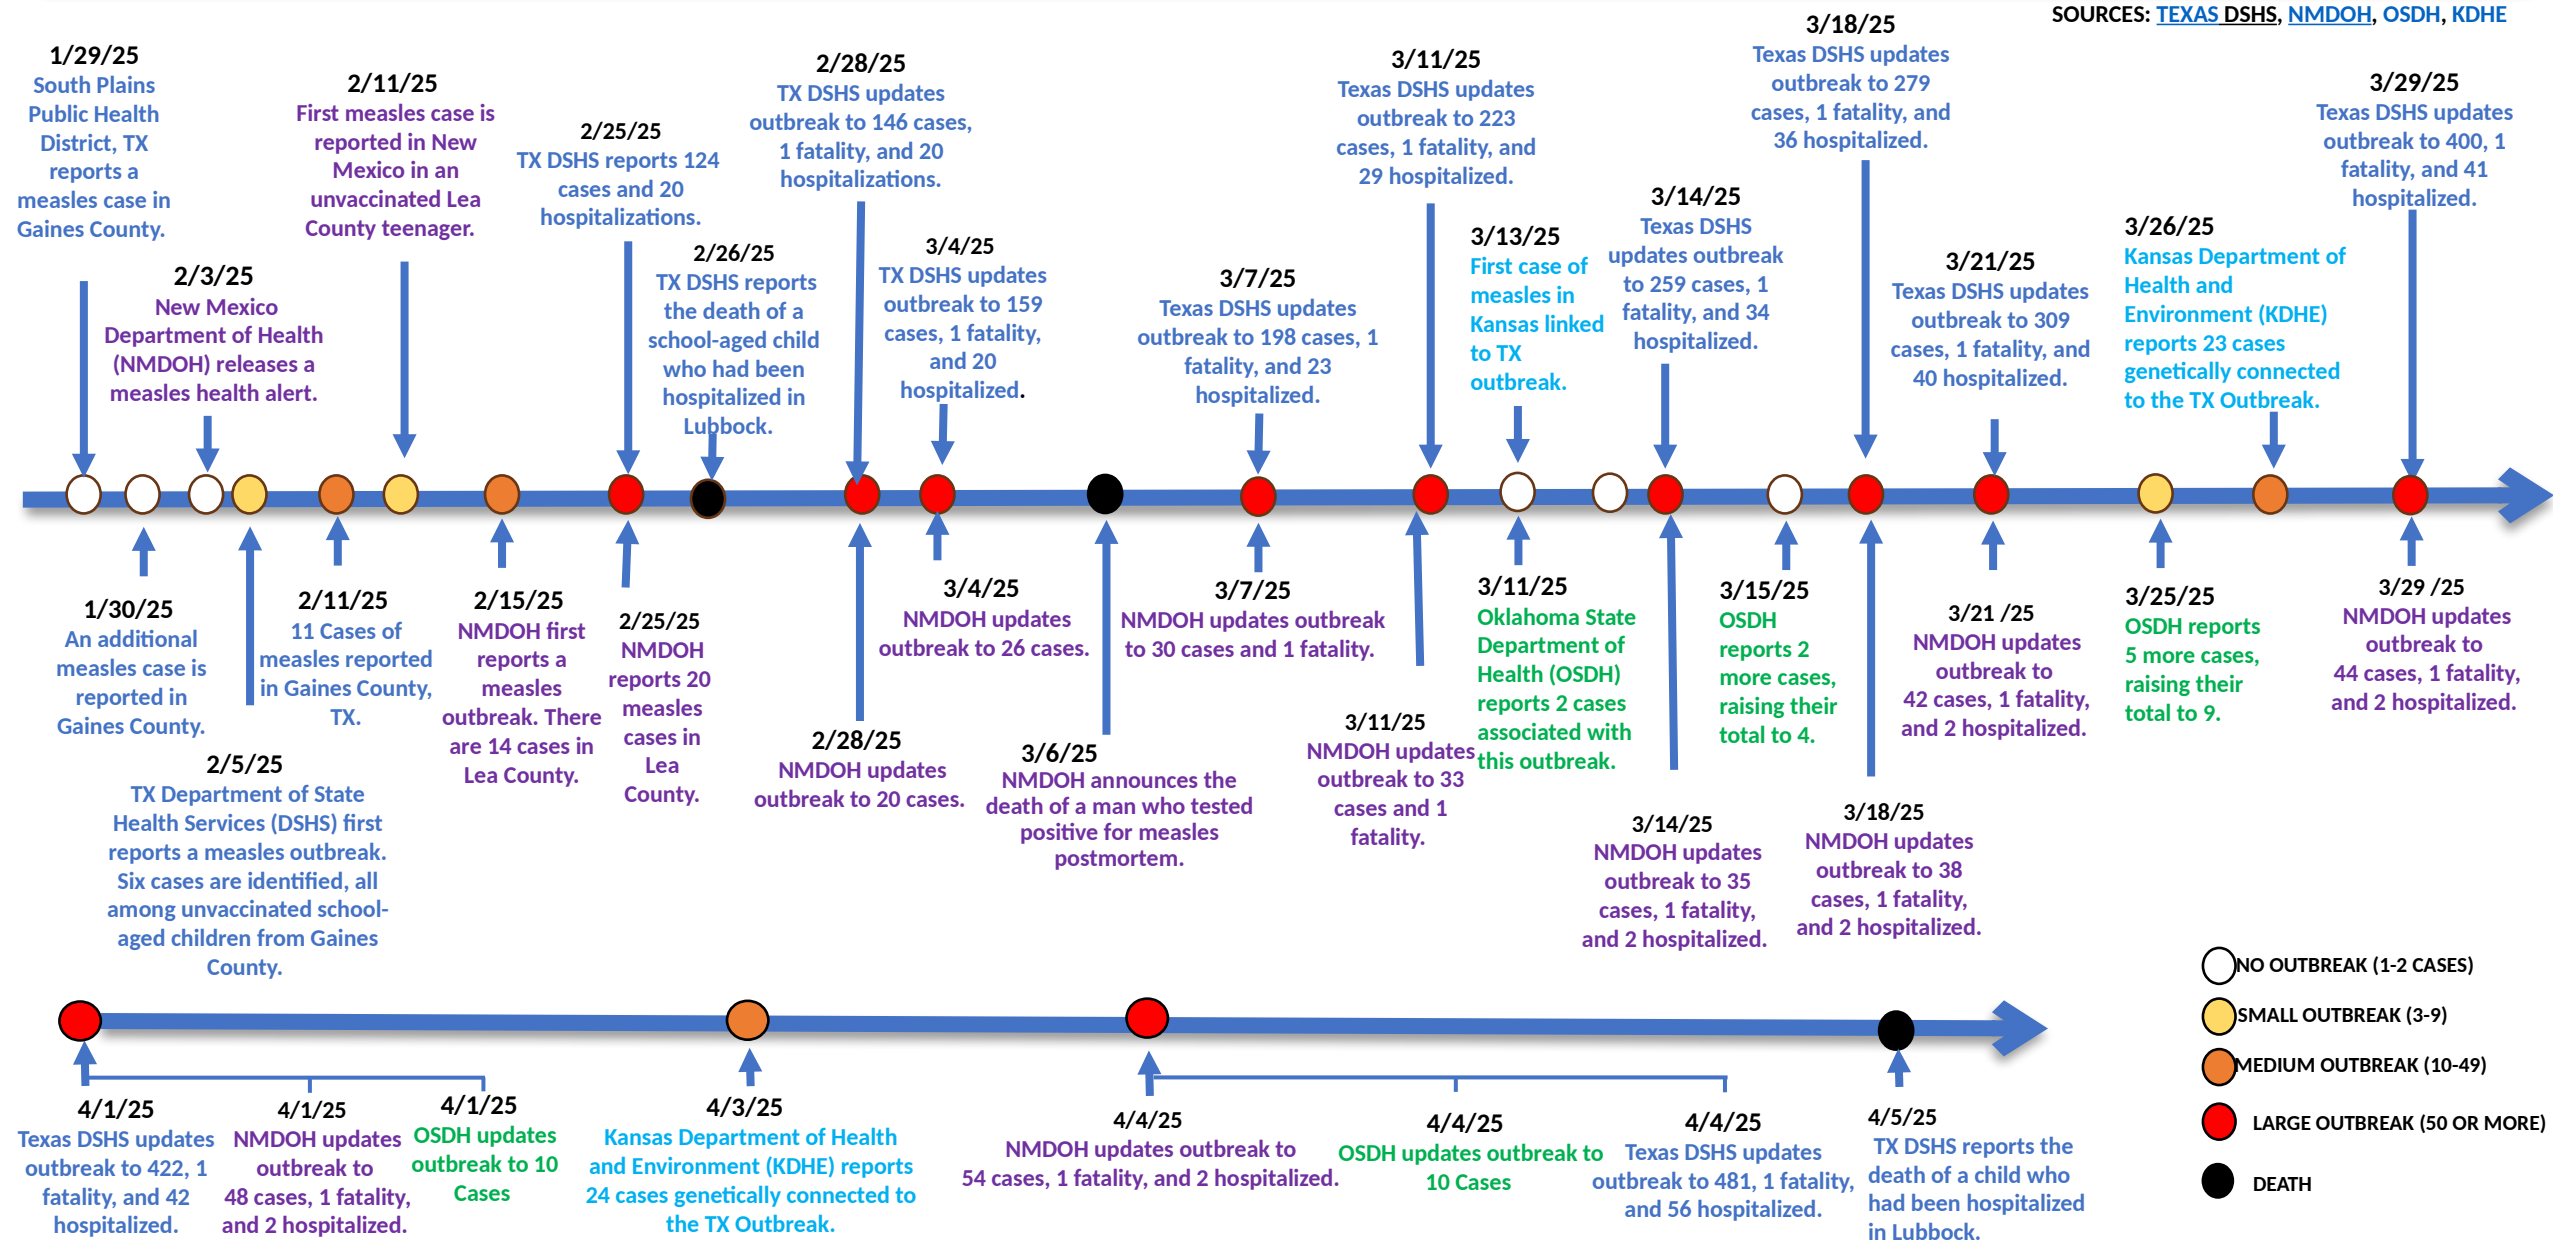 SOURCES: TEXAS DSHS, NMDOH, OSDH, KDHE
1/29/25
South Plains
Public Health
District, TX
reports a
measles case in
Gaines County.
2/3/25
New Mexico
Department of Health
(NMDOH) releases a
measles health alert.
2/11/25
First measles case is
reported in New
Mexico in an
unvaccinated Lea
County teenager.
2/25/25
TX DSHS reports 124
cases and 20
hospitalizations.
2/26/25
TX DSHS reports
the death of a
school-aged child
who had been
hospitalized in
Lubbock.
2/28/25
TX DSHS updates
outbreak to 146 cases,
1 fatality, and 20
hospitalizations.
3/4/25
TX DSHS updates
outbreak to 159
cases, 1 fatality,
and 20
hospitalized.
3/7/25
Texas DSHS updates
outbreak to 198 cases, 1
fatality, and 23
hospitalized.
3/11/25
Texas DSHS updates
outbreak to 223
cases, 1 fatality, and
29 hospitalized.
3/13/25
First case of
measles in
Kansas linked
to TX
outbreak.
3/14/25
Texas DSHS
updates outbreak
to 259 cases, 1
fatality, and 34
hospitalized.
3/18/25
Texas DSHS updates
outbreak to 279
cases, 1 fatality, and
36 hospitalized.
3/21/25
Texas DSHS updates
outbreak to 309
cases, 1 fatality, and
40 hospitalized.
3/26/25
Kansas Department of
Health and
Environment (KDHE)
reports 23 cases
genetically connected
to the TX Outbreak.
3/29/25
Texas DSHS updates
outbreak to 400, 1
fatality, and 41
hospitalized.
1/30/25
An additional
measles case is
reported in
Gaines County.
2/5/25
TX Department of State
Health Services (DSHS) first
reports a measles outbreak.
Six cases are identified, all
among unvaccinated school-
aged children from Gaines
County.
2/11/25
11 Cases of
measles reported
in Gaines County,
TX.
2/15/25
NMDOH first
reports a
measles
outbreak. There
are 14 cases in
Lea County.
2/25/25
NMDOH
reports 20
measles
cases in
Lea
County.
2/28/25
NMDOH updates
outbreak to 20 cases.
3/4/25
NMDOH updates
outbreak to 26 cases.
3/6/25
NMDOH announces the
death of a man who tested
positive for measles
postmortem.
3/7/25
NMDOH updates outbreak
to 30 cases and 1 fatality.
3/11/25
NMDOH updates
outbreak to 33
cases and 1
fatality.
3/11/25
Oklahoma State
Department of
Health (OSDH)
reports 2 cases
associated with
this outbreak.
3/14/25
NMDOH updates
outbreak to 35
cases, 1 fatality,
and 2 hospitalized.
3/15/25
OSDH
reports 2
more cases,
raising their
total to 4.
3/18/25
NMDOH updates
outbreak to 38
cases, 1 fatality,
and 2 hospitalized.
3/21 /25
NMDOH updates
outbreak to
42 cases, 1 fatality,
and 2 hospitalized.
3/25/25
OSDH reports
5 more cases,
raising their
total to 9.
3/29 /25
NMDOH updates
outbreak to
44 cases, 1 fatality,
and 2 hospitalized.
4/1/25
Texas DSHS updates
outbreak to 422, 1
fatality, and 42
hospitalized.
4/1/25
NMDOH updates
outbreak to
48 cases, 1 fatality,
and 2 hospitalized.
4/1/25
OSDH updates
outbreak to 10
Cases
4/3/25
Kansas Department of Health
and Environment (KDHE) reports
24 cases genetically connected to
the TX Outbreak.
4/4/25
NMDOH updates outbreak to
54 cases, 1 fatality, and 2 hospitalized.
4/4/25
OSDH updates outbreak to
10 Cases
4/4/25
Texas DSHS updates
outbreak to 481, 1 fatality,
and 56 hospitalized.
4/5/25
TX DSHS reports the
death of a child who
had been hospitalized
in Lubbock.
NO OUTBREAK (1-2 CASES)
SMALL OUTBREAK (3-9)
MEDIUM OUTBREAK (10-49)
LARGE OUTBREAK (50 OR MORE)
DEATH